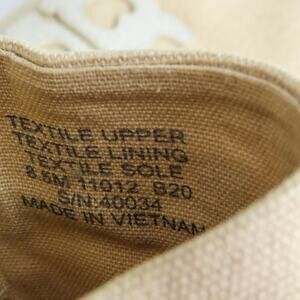 TEXTILE UPPER
TEXTILE LINING
TEXTILE SOLE
8.5M 11012 B20
S/N:40034
MADE IN VIETNAM